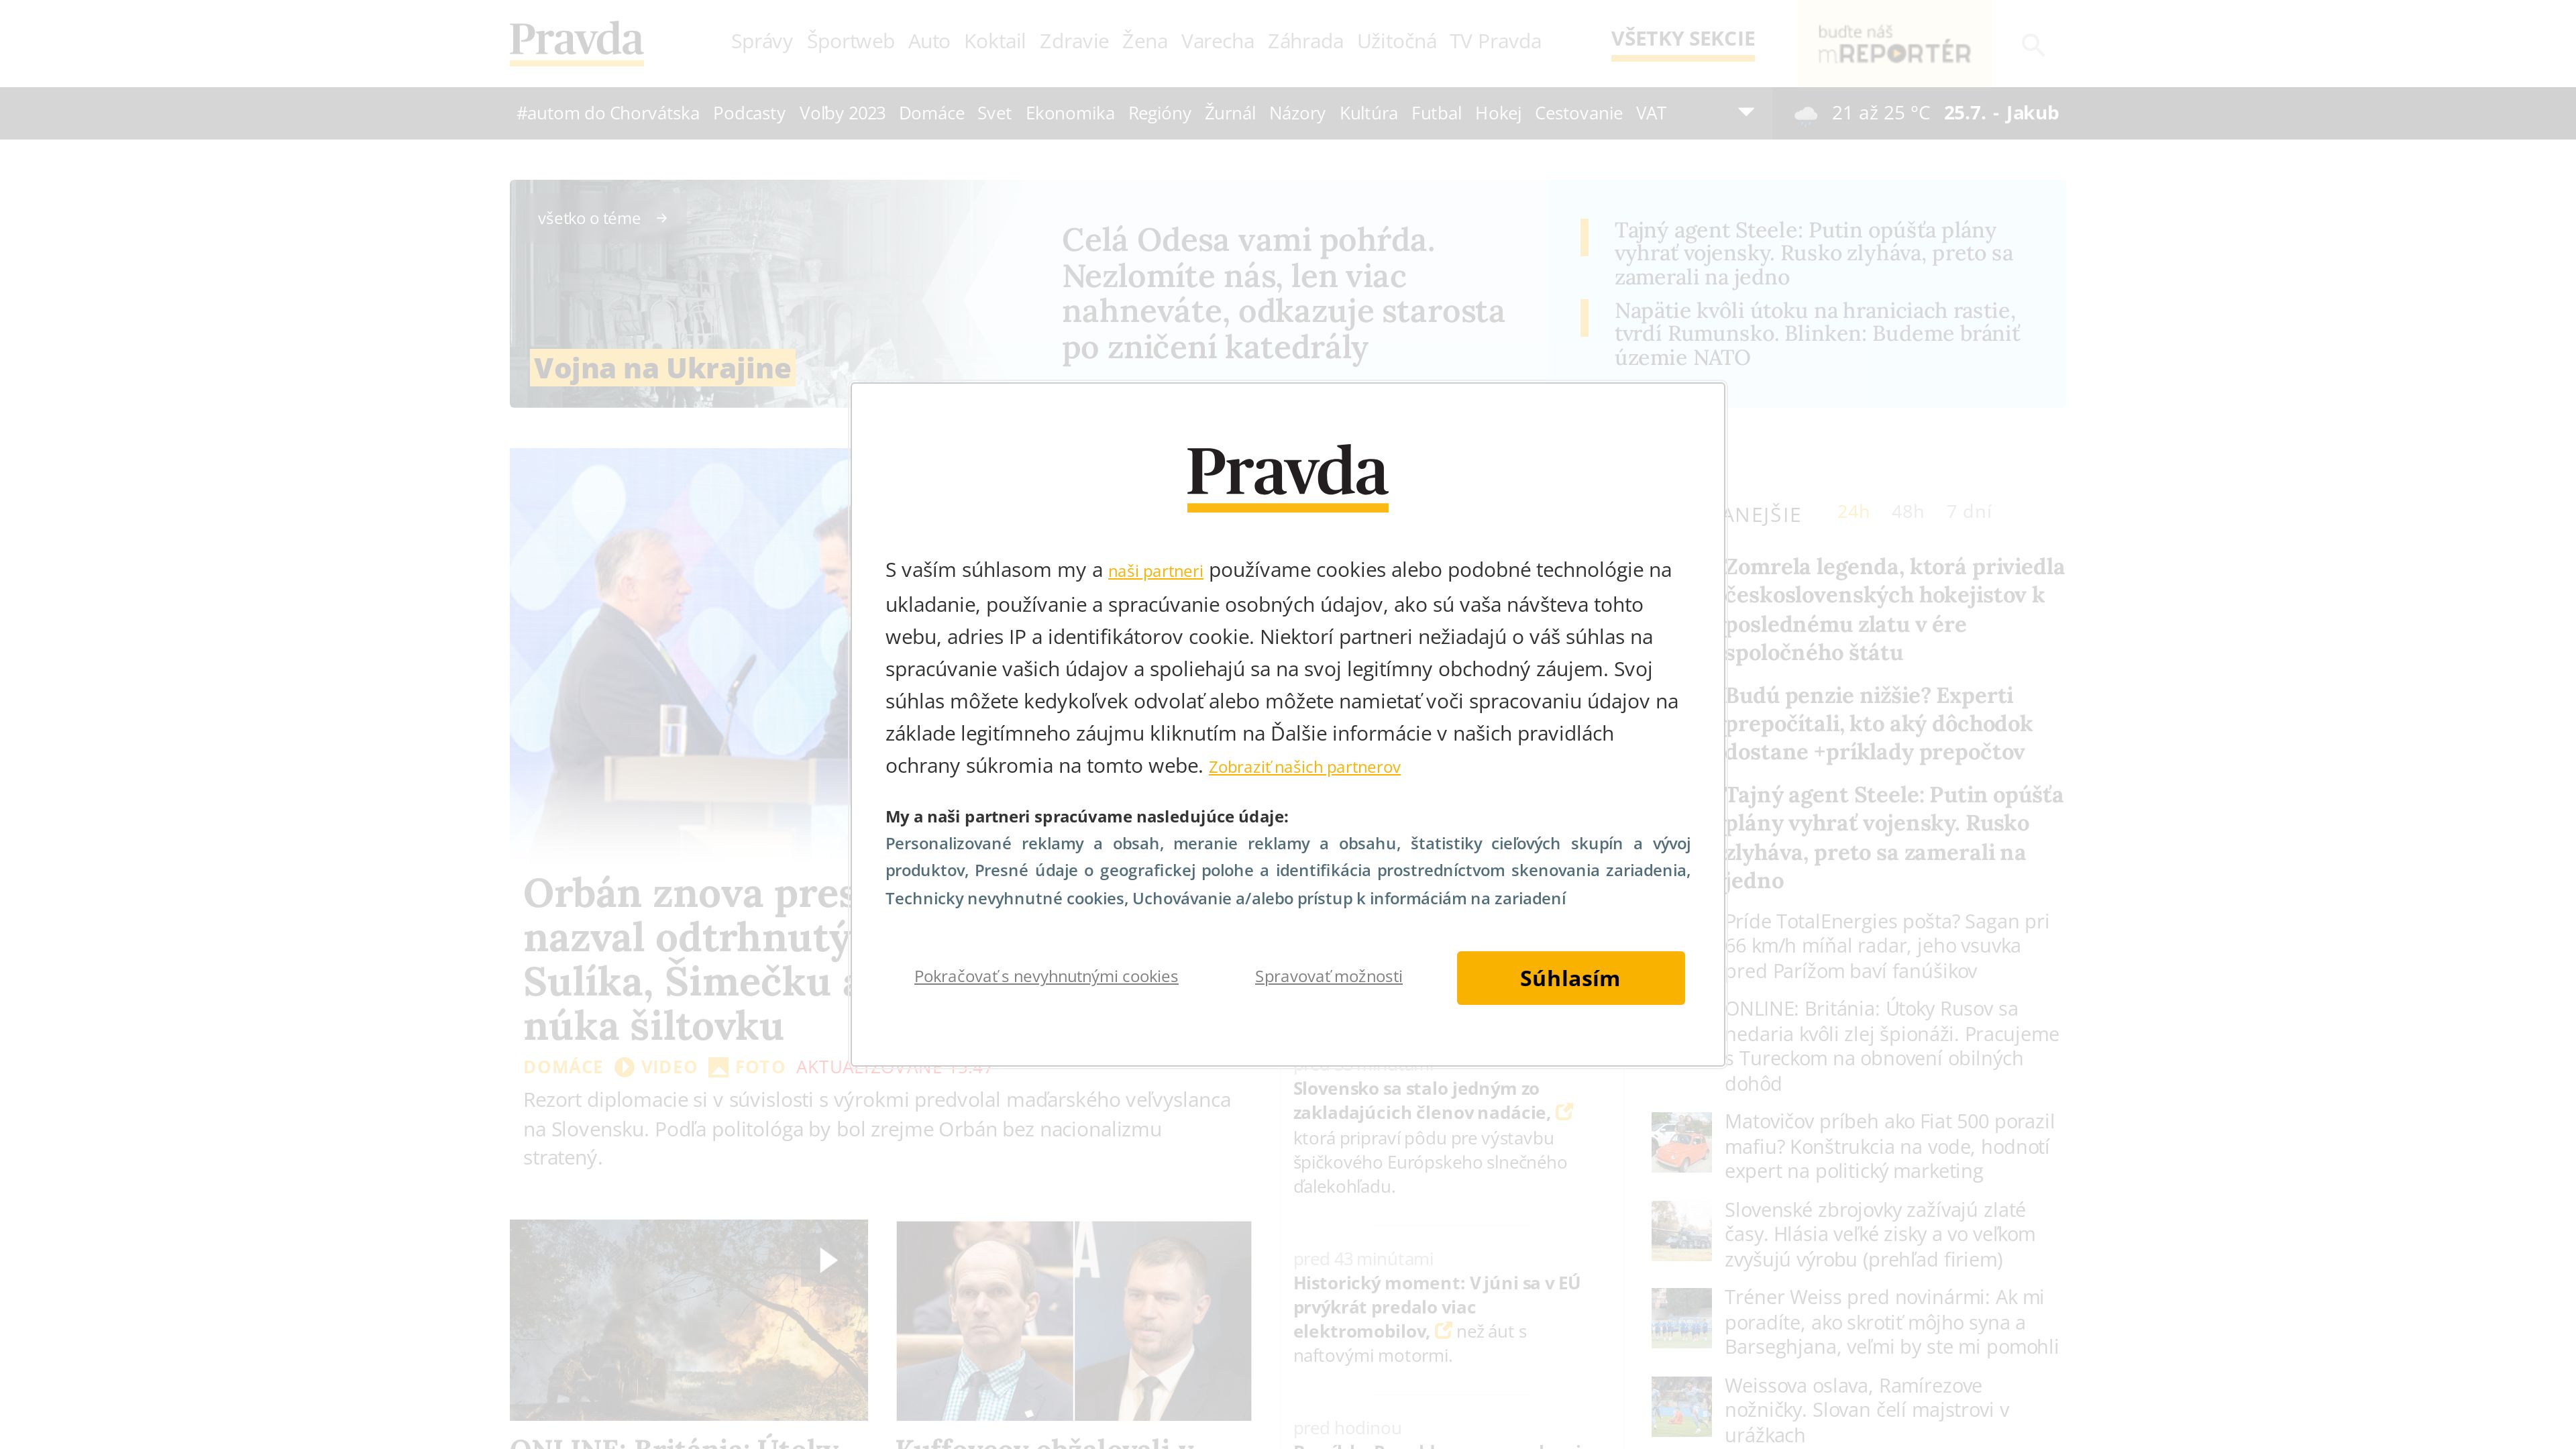 Pravda
Správy Športweb Auto Koktail Zdravie Žena Varecha Záhrada Užitočná TV Pravda
VŠETKY SEKCIE
buďte náš
mREPORTÉR
#autom do Chorvátska Podcasty Voľby 2023 Domáce Svet Ekonomika Regióny Žurnál Názory Kultúra Futbal Hokej Cestovanie VAT
21 až 25 °C 25.7. - Jakub
všetko o téme →
Vojna na Ukrajine
Celá Odesa vami pohŕda.
Nezlomíte nás, len viac
nahneváte, odkazuje starosta
po zničení katedrály
Tajný agent Steele: Putin opúšťa plány
vyhrať vojensky. Rusko zlyháva, preto sa
zamerali na jedno
Napätie kvôli útoku na hraniciach rastie,
tvrdí Rumunsko. Blinken: Budeme brániť
územie NATO
Pravda
S vaším súhlasom my a naši partneri používame cookies alebo podobné technológie na
ukladanie, používanie a spracúvanie osobných údajov, ako sú vaša návšteva tohto
webu, adries IP a identifikátorov cookie. Niektorí partneri nežiadajú o váš súhlas na
spracúvanie vašich údajov a spoliehajú sa na svoj legitímny obchodný záujem. Svoj
súhlas môžete kedykoľvek odvolať alebo môžete namietať voči spracovaniu údajov na
základe legitímneho záujmu kliknutím na Ďalšie informácie v našich pravidlách
ochrany súkromia na tomto webe. Zobraziť našich partnerov
My a naši partneri spracúvame nasledujúce údaje:
Personalizované reklamy a obsah, meranie reklamy a obsahu, štatistiky cieľových skupín a vývoj
produktov, Presné údaje o geografickej polohe a identifikácia prostredníctvom skenovania zariadenia,
Technicky nevyhnutné cookies, Uchovávanie a/alebo prístup k informáciám na zariadení
Pokračovať s nevyhnutnými cookies
Spravovať možnosti
Súhlasím
Orbán znova
nazval odtrhnutý
Sulíka, Šimečku
núka šiltovku
DOMÁCE VIDEO FOTO
Rezort diplomacie si v súvislosti s výrokmi predvolal maďarského veľvyslanca
na Slovensku. Podľa politológa by bol zrejme Orbán bez nacionalizmu
stratený.
Slovensko sa stalo jedným zo
zakladajúcich členov nadácie,
ktorá pripraví pôdu pre výstavbu
špičkového Európskeho slnečného
ďalekohľadu.
pred 43 minútami
Historický moment: V júni sa v EÚ
prvýkrát predalo viac
elektromobilov, než áut s
naftovými motormi.
pred hodinou
ANEJŠIE 24h 48h 7 dní
Zomrela legenda, ktorá priviedla
československých hokejistov k
poslednému zlatu v ére
spoločného štátu
Budú penzie nižšie? Experti
prepočítali, kto aký dôchodok
dostane +príklady prepočtov
Tajný agent Steele: Putin opúšťa
plány vyhrať vojensky. Rusko
zlyháva, preto sa zamerali na
jedno
Príde TotalEnergies pošta? Sagan pri
66 km/h míňal radar, jeho vsuvka
pred Parížom baví fanúšikov
ONLINE: Británia: Útoky Rusov sa
nedaria kvôli zlej špionáži. Pracujeme
s Tureckom na obnovení obilných
dohôd
Matovičov príbeh ako Fiat 500 porazil
mafiu? Konštrukcia na vode, hodnotí
expert na politický marketing
Slovenské zbrojovky zažívajú zlaté
časy. Hlásia veľké zisky a vo veľkom
zvyšujú výrobu (prehľad firiem)
Tréner Weiss pred novinármi: Ak mi
poradíte, ako skrotiť môjho syna a
Barseghjana, veľmi by ste mi pomohli
Weissova oslava, Ramírezove
nožničky. Slovan čelí majstrovi v
urážkach
ONLINE: Británia: Útoky